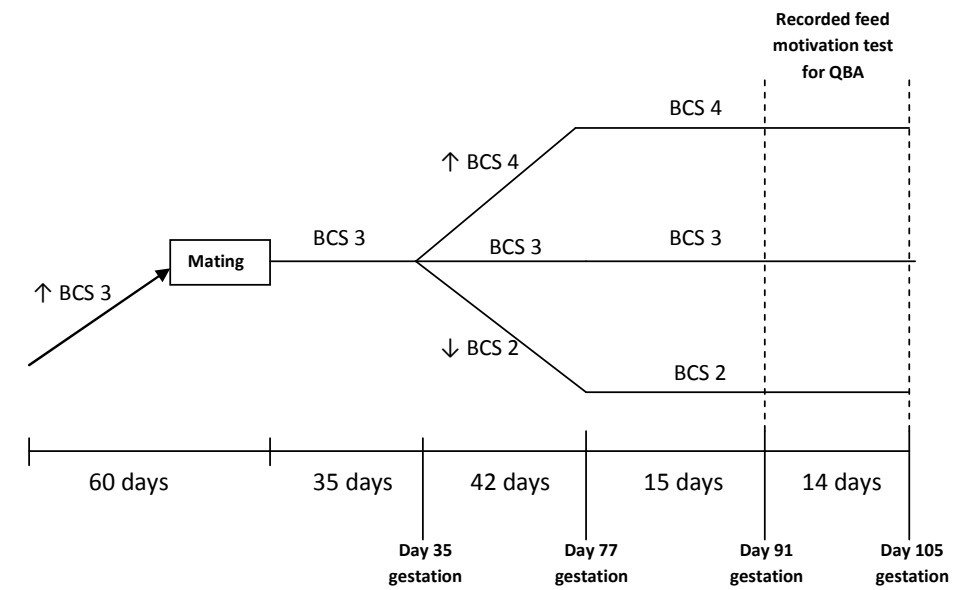 Recorded feed
motivation test
for QBA
BCS 4
↑ BCS 4
BCS 3
BCS 3
BCS 3
Mating
↑ BCS 3
↓ BCS 2
BCS 2
60 days
35 days
42 days
15 days
14 days
Day 35
gestation
Day 77
gestation
Day 91
gestation
Day 105
gestation